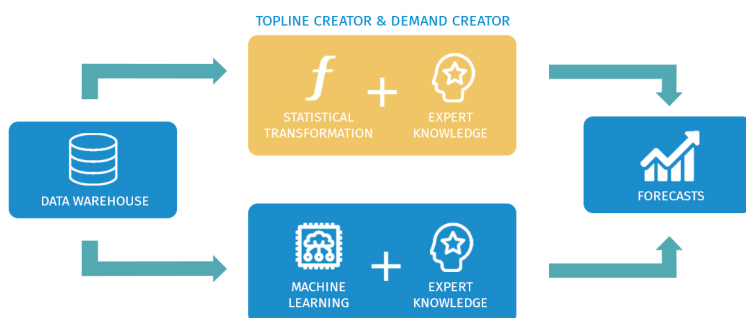 TOPLINE CREATOR & DEMAND CREATOR
f
STATISTICAL
TRANSFORMATION
+
EXPERT
KNOWLEDGE
DATA WAREHOUSE
FORECASTS
MACHINE
LEARNING
+
EXPERT
KNOWLEDGE